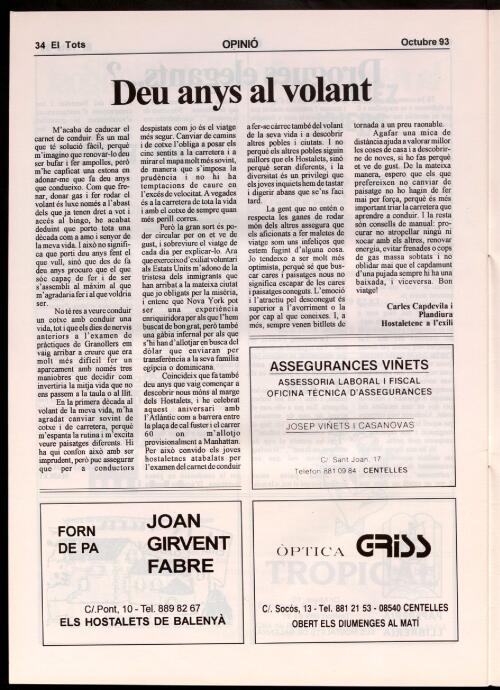 34 El Tots
OPINIÓ
Octubre 93
Deu anys al volant
M'acaba de caducar el
carnet de conduir. És un mal
que té solució fàcil, perquè
m'imagino que renovar-lo deu
ser bufar i fer ampolles, però
m'he capficat una estona en
adonar-me que fa deu anys
que condueixo. Com que fre-
nar, donar gas i fer rodar el
volant és luxe només a l'abast
dels que ja tenen dret a vot i
accés al bingo, he acabat
deduint que porto tota una
dècada com a amo i senyor de
la meva vida. I això no signifi-
ca que porti deu anys fent el
que vull, sinó que des de fa
deu anys procuro que el que
sóc capaç de fer i de ser
s'assembli al màxim al que
m'agradaria fer i al que voldria
ser.
No té res a veure conduir
un cotxe amb conduir una
vida, tot i que els dies de nervis
anteriors a l'examen de
pràctiques de Granollers em
vaig arribar a creure que era
molt més difícil fer un
aparcament amb només tres
maniobres que decidir com
invertiria la mitja vida que no
ens passem a la taula o al llit.
En la primera dècada al
volant de la meva vida, m'ha
agradat canviar sovint de
cotxe i de carretera, perquè
m'espanta la rutina i m'excita
veure paisatges diferents. Hi
ha qui confon això amb ser
imprudent, però puc assegurar
que per a conductors
despistats com jo és el viatge
més segur. Canviar de camins
i de cotxe l'obliga a posar els
cinc sentits a la carretera i a
mirar el mapa molt més sovint,
de manera que s'imposa la
prudència i no hi ha
temptacions de caure en
l'excés de velocitat. A vegades
és a la carretera de tota la vida
i amb el cotxe de sempre quan
més perill corres.
Però la gran sort és po-
der circular per on et ve de
gust, i sobreviure el viatge de
cada dia per explicar-lo. Ara
que exerceixo d'exiliat voluntari
als Estats Units m'adono de la
tristesa dels immigrants que
han arribat a la mateixa ciutat
que jo obligats per la misèria,
i entenc que Nova York pot
ser una experiència
enriquidora per als que l'hem
buscat de bon grat, però també
una gàbia infernal per als que
s'hi han d'allotjar en busca del
dòlar que enviaran per
transferència a la seva família
egipcia o dominicana.
Coincideix que fa també
deu anys que vaig començar a
descobrir nous móns al marge
dels Hostalets, i he celebrat
aquest aniversari amb
l'Atlàntic com a barrera entre
la plaça de cal fuster i el carrer
60 on m'allotjo
provisionalment a Manhattan.
Per això convido els joves
hostaletencs atabalats per
l'examen del carnet de conduir
a fer-se càrrec també del volant
de la seva vida i a descobrir
altres pobles i ciutats. I no
perquè els altres pobles siguin
millors que els Hostalets, sinó
perquè seran diferents, i la
diversitat és un privilegi que
els joves inquiets hem de tastar
i digerir abans que se'ns faci
tard.
La gent que no entén o
respecta les ganes de rodar
món dels altres assegura que
els aficionats a fer maletes de
viatge som uns infeliços que
estem fugint d'alguna cosa.
Jo tendeixo a ser molt més
optimista, perquè sé que bus-
car cares i paisatges nous no
significa escapar de les cares
i paisatges coneguts. L'emoció
i l'atractiu pel desconegut és
superior a l'avorriment o la
por cap al que coneixes. I, a
més, sempre venen bitllets de
tornada a un preu raonable.
Agafar una mica de
distància ajuda a valorar millor
les coses de casa i a descobrir-
ne de noves, si ho fas perquè
et ve de gust. De la mateixa
manera, espero que els que
prefereixen no canviar de
paisatge no ho hagin de fer
mai per força, perquè és més
important triar la carretera que
aprendre a conduir. I la resta
són consells de manual: pro-
curar no atropellar ningú ni
xocar amb els altres, renovar
energia, evitar frenades o cops
de gas massa sobtats i no
oblidar mai que el capdamunt
d'una pujada sempre hi ha una
baixada, i viceversa. Bon
viatge!
Carles Capdevila i
Plandiura
Hostaletenc a l'exili
ASSEGURANCES VIÑETS
ASSESSORIA LABORAL I FISCAL
OFICINA TÈCNICA D'ASSEGURANCES
JOSEP VIÑETS I CASANOVAS
C/ Sant Joan, 17
Telefon 881 09 84 CENTELLES
FORN
DE PA
JOAN
GIRVENT
FABRE
C/.Pont, 10 - Tel. 889 82 67
ELS HOSTALETS DE BALENYÀ
ÒPTICA GRISS
C/. Socós, 13 - Tel. 881 21 53 - 08540 CENTELLES
OBERT ELS DIUMENGES AL MATÍ